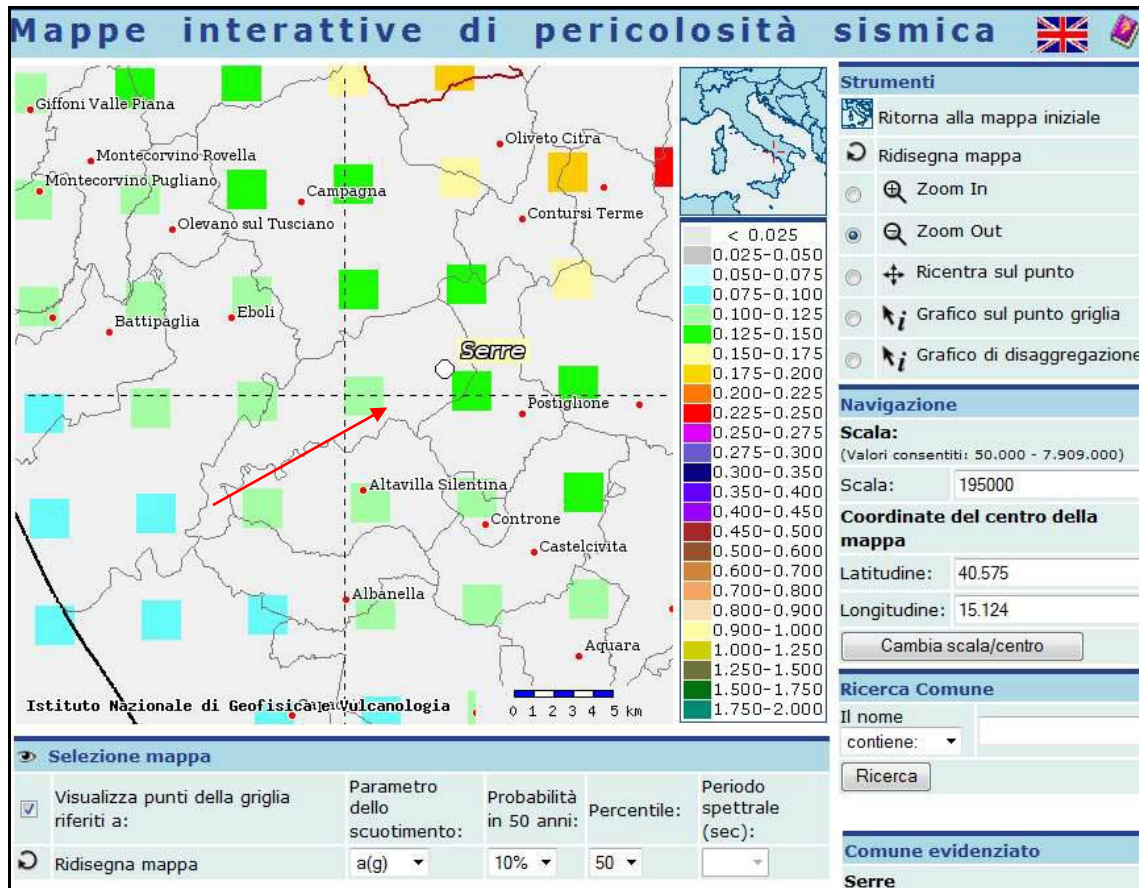 Mappe interattive di pericolosità sismica
Giffoni Valle Piana
Oliveto Citra
Montecorvino Rovella
Montecorvino Pugliano
Campagna
Contursi Terme
Olevano sul Tusciano
Battipaglia
Eboli
Serre
Postiglione
Altavilla Silentina
Controne
Castelcivita
Albanella
Aquara
Istituto Nazionale di Geofisica e Vulcanologia
0 1 2 3 4 5 km
< 0.025
0.025-0.050
0.050-0.075
0.075-0.100
0.100-0.125
0.125-0.150
0.150-0.175
0.175-0.200
0.200-0.225
0.225-0.250
0.250-0.275
0.275-0.300
0.300-0.350
0.350-0.400
0.400-0.450
0.450-0.500
0.500-0.600
0.600-0.700
0.700-0.800
0.800-0.900
0.900-1.000
1.000-1.250
1.250-1.500
1.500-1.750
1.750-2.000
Strumenti
Ritorna alla mappa iniziale
Ridisegna mappa
Zoom In
Zoom Out
Ricentra sul punto
Grafico sul punto griglia
Grafico di disaggregazione
Navigazione
Scala:
(Valori consentiti: 50.000 - 7.909.000)
Scala: 195000
Coordinate del centro della
mappa
Latitudine: 40.575
Longitudine: 15.124
Cambia scala/centro
Ricerca Comune
Il nome
contiene:
Ricerca
Comune evidenziato
Serre
Selezione mappa
Visualizza punti della griglia
riferiti a:
Parametro
dello
scuotimento:
Probabilità
in 50 anni:
Percentile:
Periodo
spettrale
(sec):
Ridisegna mappa a(g) 10% 50